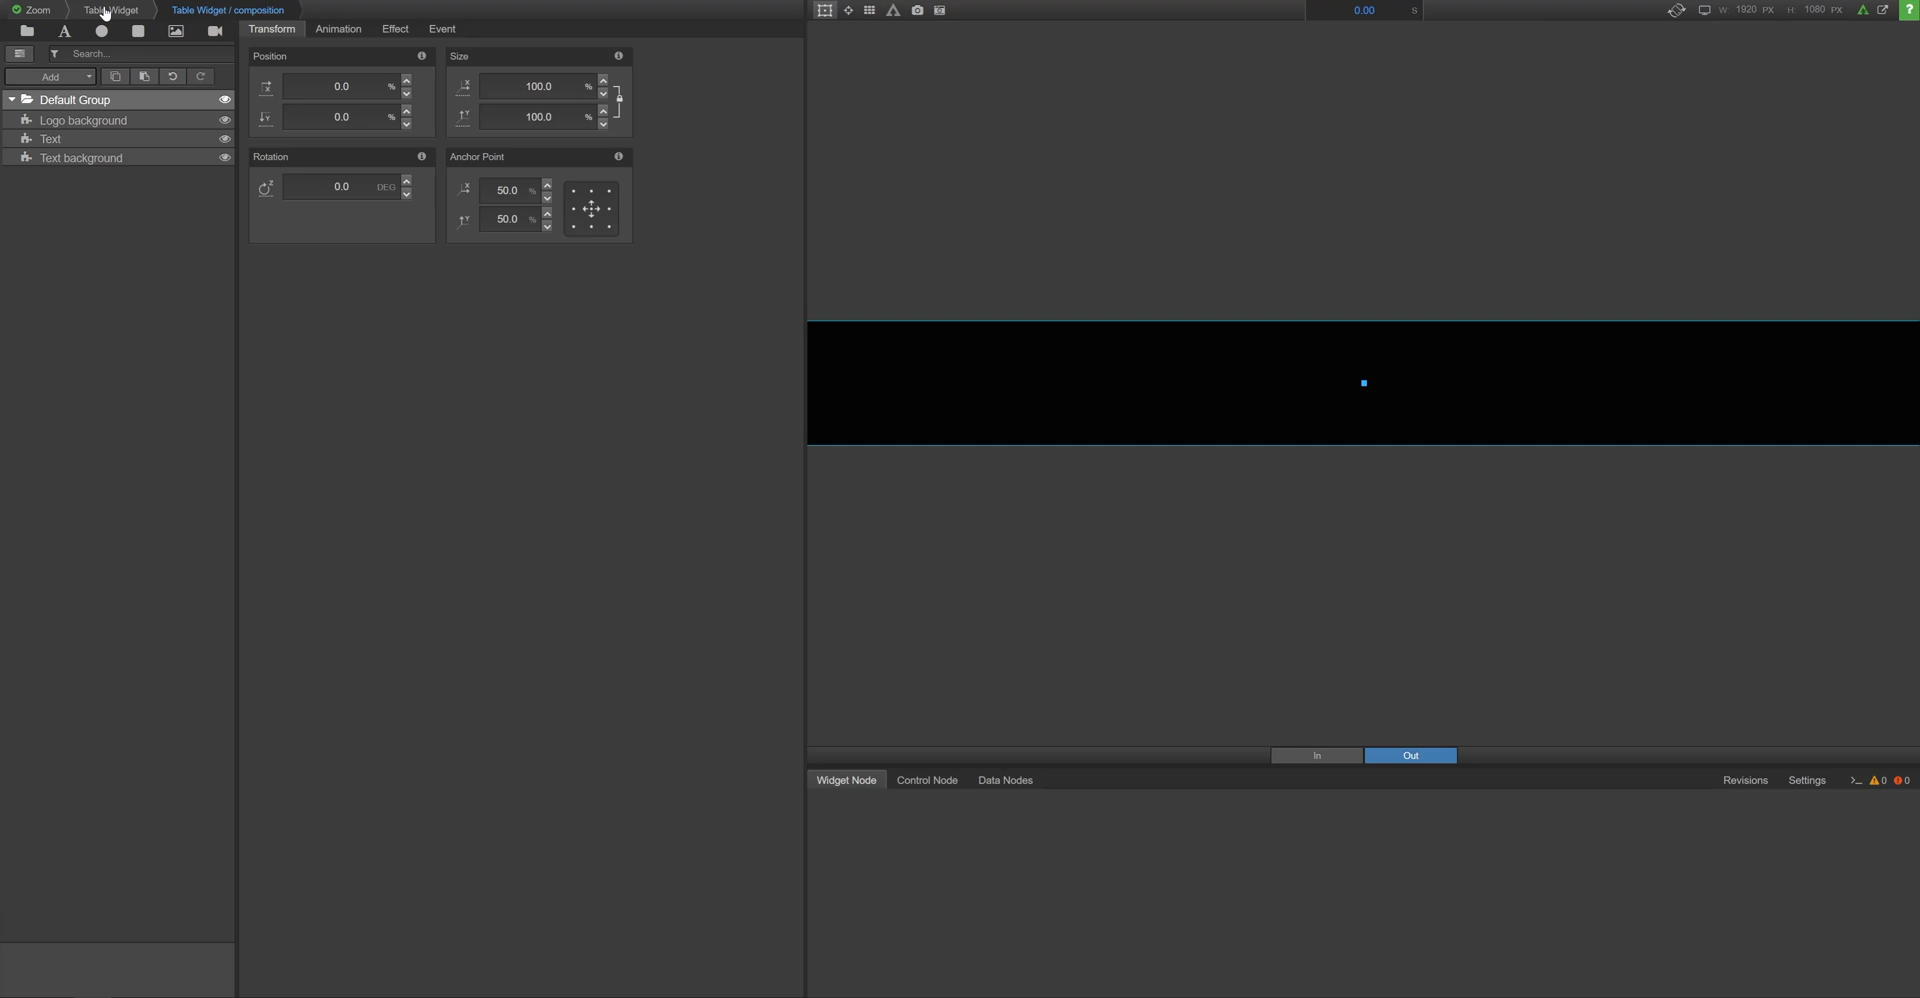 Zoom Table Widget Table Widget / composition 0.00 S W: 1920 PX H: 1080 PX ?
A Transform Animation Effect Event
Search... Position Size
Add X 0.0 % X 100.0 %
Default Group Y 0.0 % Y 100.0 %
Logo background
Text
Text background Rotation Anchor Point
Z 0.0 DEG X 50.0 %
Y 50.0 %
In Out
Widget Node Control Node Data Nodes Revisions Settings >_ 0 0